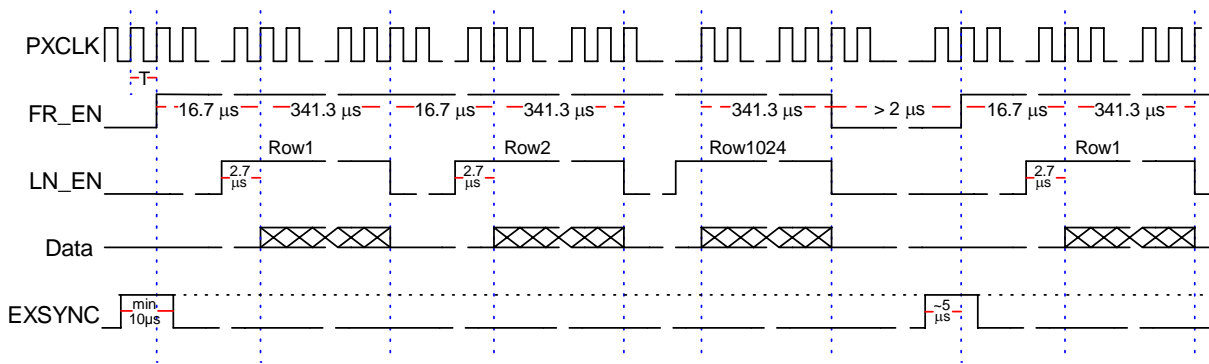 PXCLK
T
FR_EN
16.7 µs 341.3 µs 16.7 µs 341.3 µs 341.3 µs > 2 µs 16.7 µs 341.3 µs
Row1 Row2 Row1024 Row1
LN_EN
2.7 µs 2.7 µs 2.7 µs
Data
EXSYNC
min 10µs
~5 µs